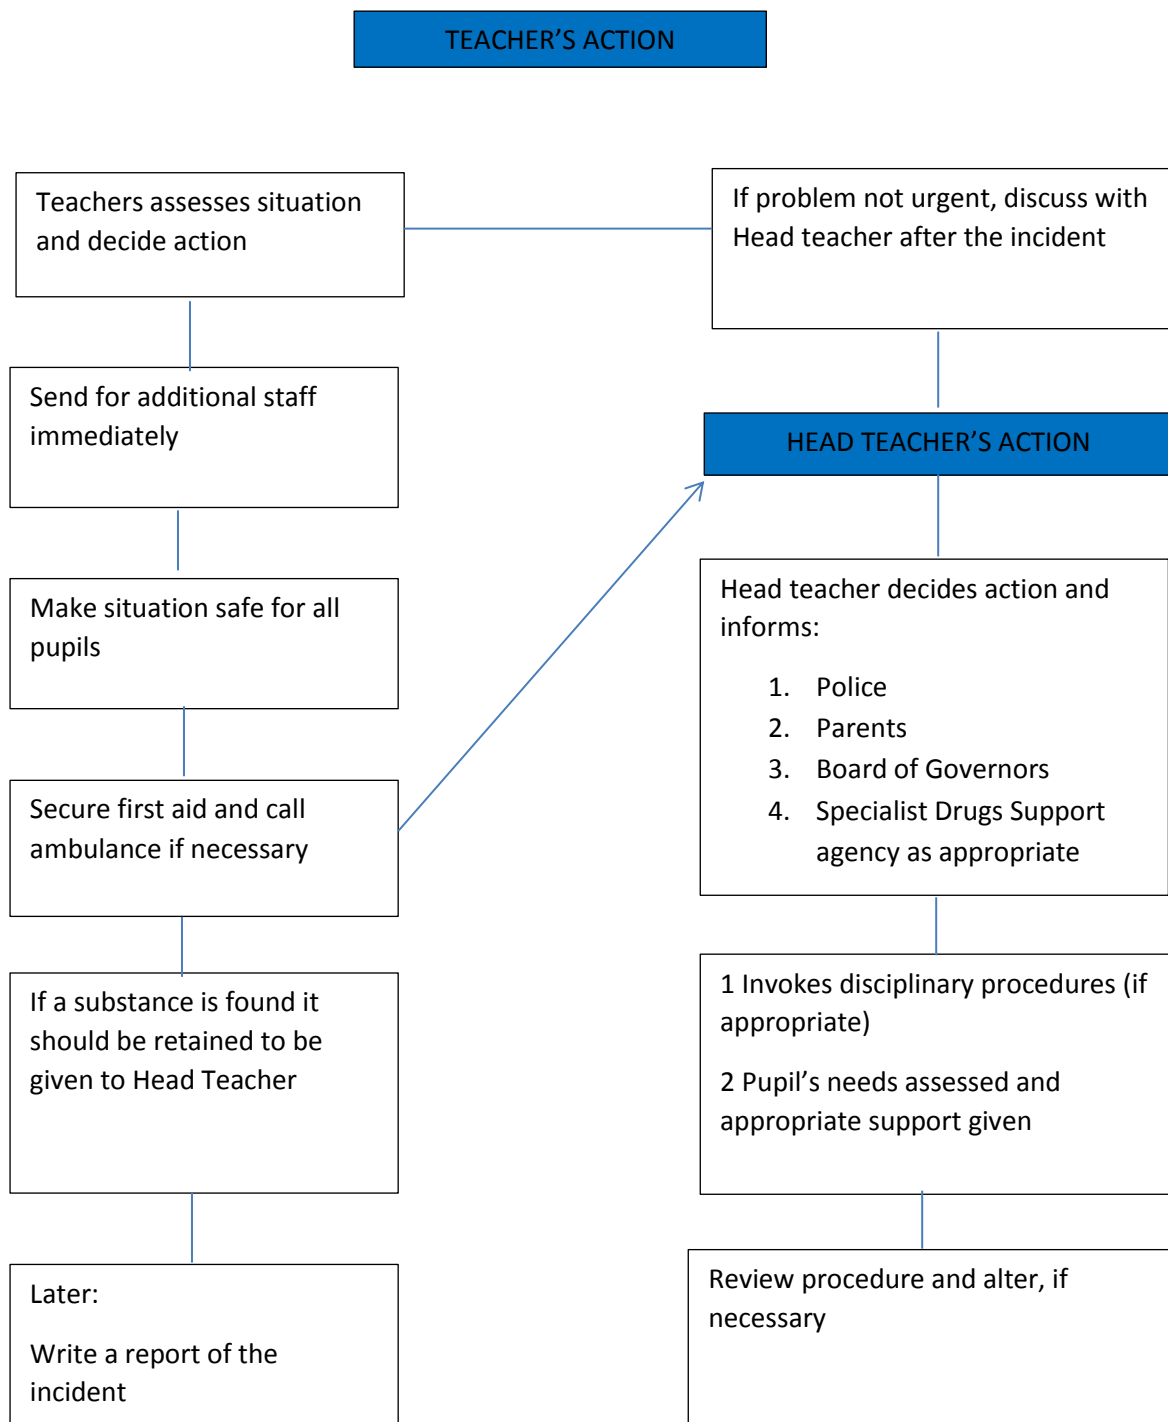 TEACHER’S ACTION
Teachers assesses situation
and decide action
If problem not urgent, discuss with
Head teacher after the incident
Send for additional staff
immediately
HEAD TEACHER’S ACTION
Make situation safe for all
pupils
Head teacher decides action and
informs:
1. Police
2. Parents
3. Board of Governors
4. Specialist Drugs Support
agency as appropriate
Secure first aid and call
ambulance if necessary
If a substance is found it
should be retained to be
given to Head Teacher
1 Invokes disciplinary procedures (if
appropriate)
2 Pupil’s needs assessed and
appropriate support given
Later:
Write a report of the
incident
Review procedure and alter, if
necessary